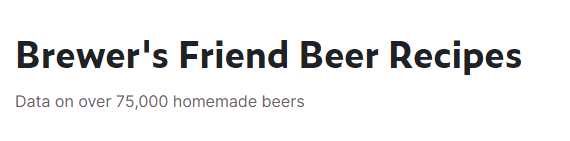 Brewer's Friend Beer Recipes
Data on over 75,000 homemade beers